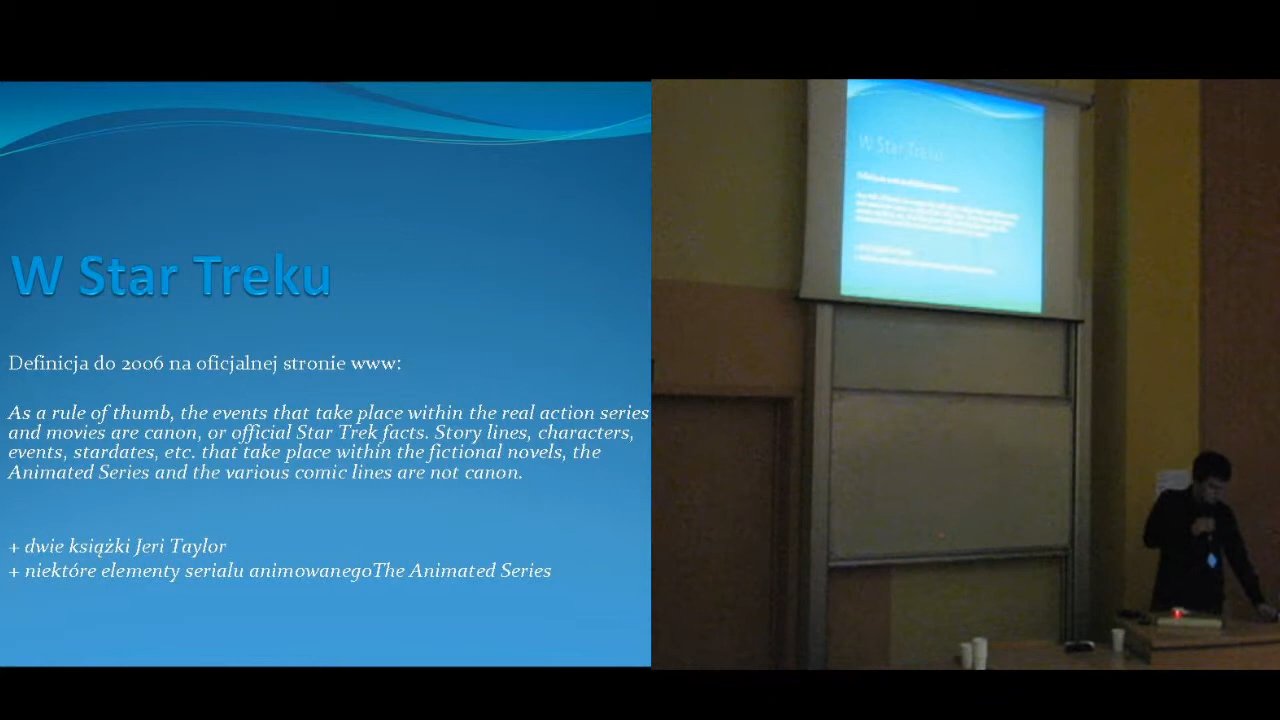 W Star Treku
Definicja do 2006 na oficjalnej stronie www:
As a rule of thumb, the events that take place within the real action series
and movies are canon, or official Star Trek facts. Story lines, characters,
events, stardates, etc. that take place within the fictional novels, the
Animated Series and the various comic lines are not canon.
+ dwie książki Jeri Taylor
+ niektóre elementy serialu animowanegoThe Animated Series
W Star Treku